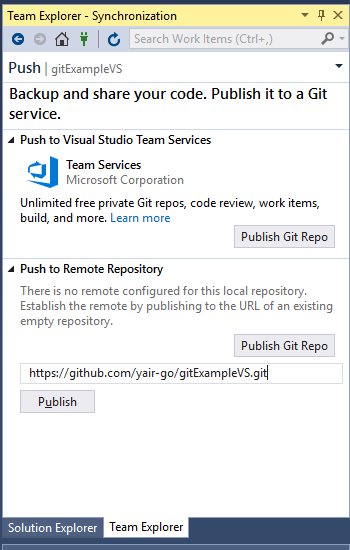 Team Explorer - Synchronization
Search Work Items (Ctrl+,)
Push | gitExampleVS
Backup and share your code. Publish it to a Git
service.
Push to Visual Studio Team Services
Team Services
Microsoft Corporation
Unlimited free private Git repos, code review, work items,
build, and more. Learn more
Publish Git Repo
Push to Remote Repository
There is no remote configured for this local repository.
Establish the remote by publishing to the URL of an existing
empty repository.
Publish Git Repo
https://github.com/yair-go/gitExampleVS.git
Publish
Solution Explorer Team Explorer